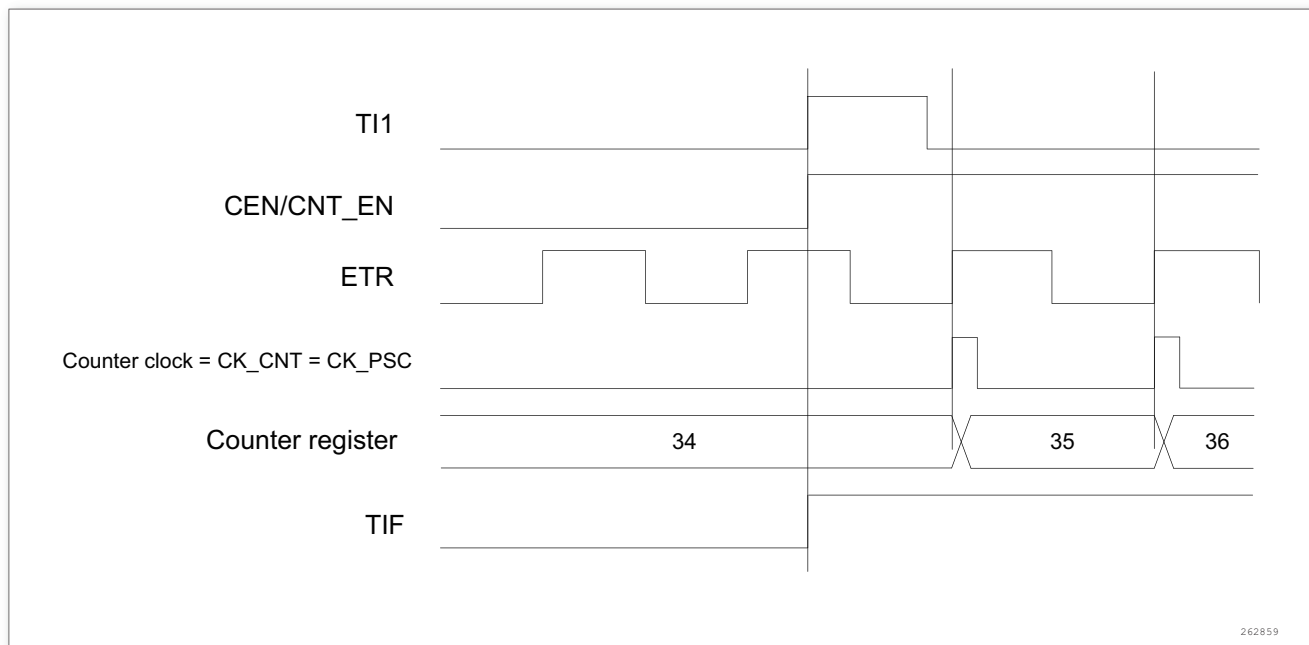 TI1
CEN/CNT_EN
ETR
Counter clock = CK_CNT = CK_PSC
Counter register 34 35 36
TIF
262859